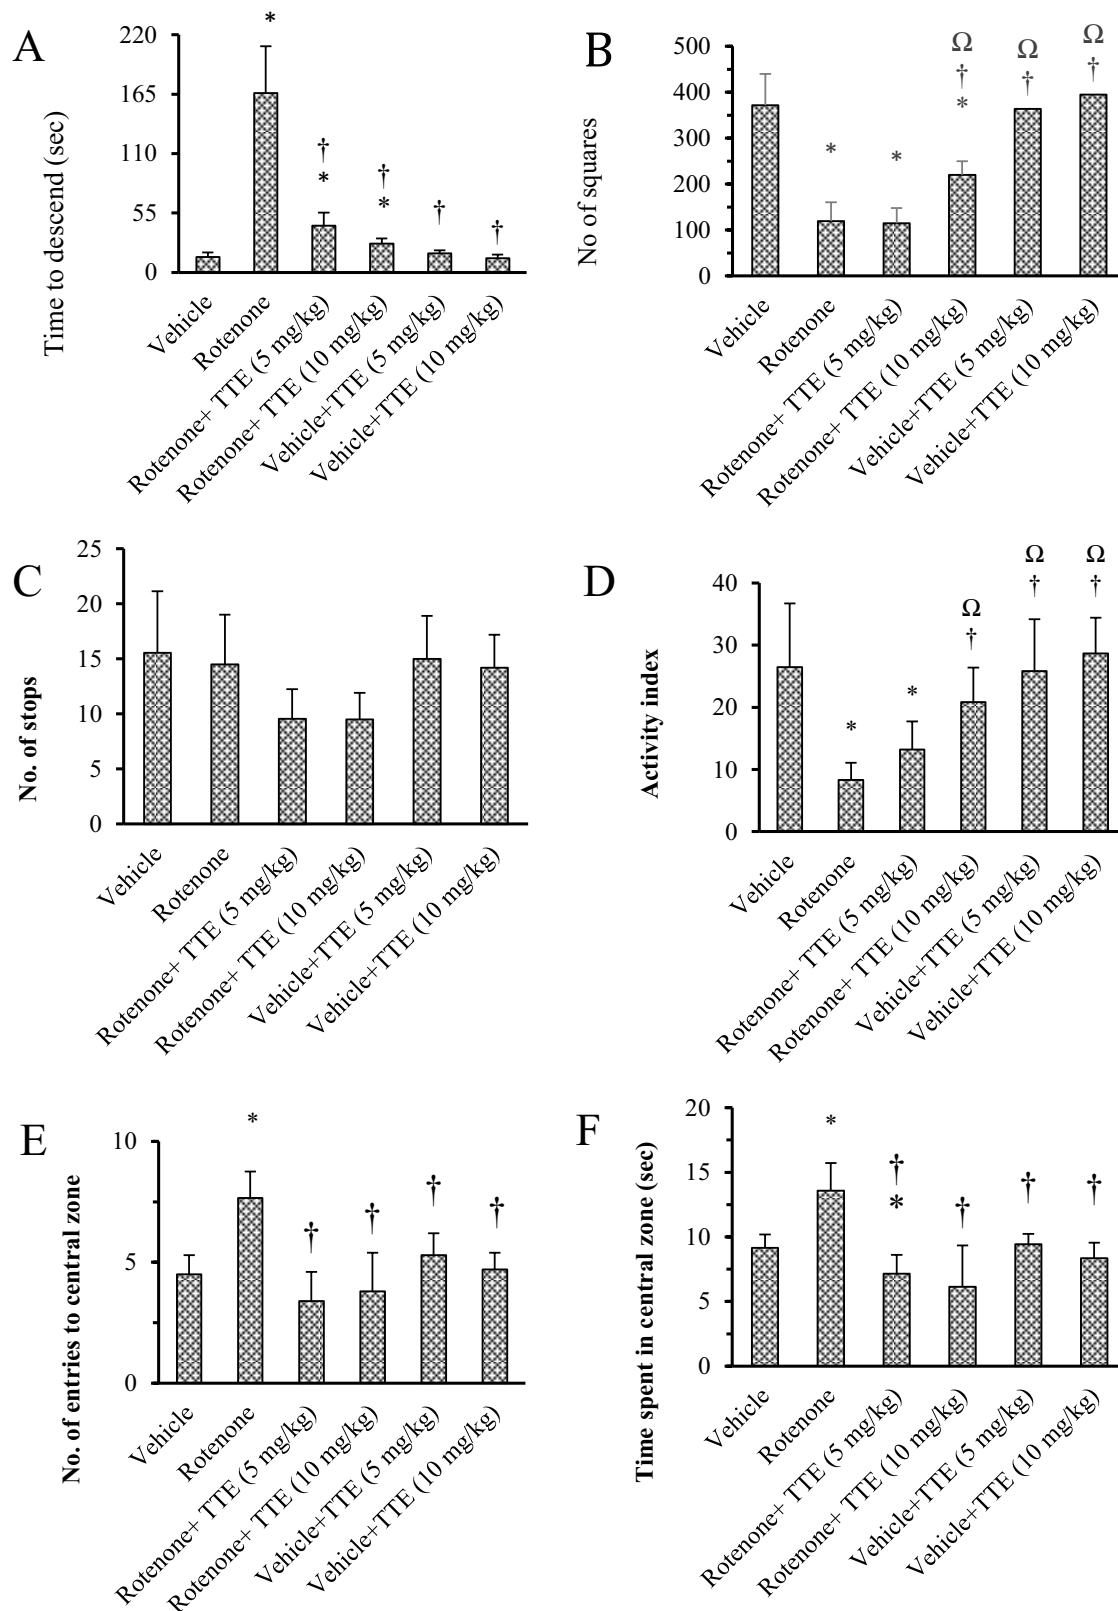 A
Time to descend (sec)
220
165
110
55
0
*
†
*
†
*
†
†
Vehicle
Rotenone
Rotenone+ TTE (5 mg/kg)
Rotenone+ TTE (10 mg/kg)
Vehicle+TTE (5 mg/kg)
Vehicle+TTE (10 mg/kg)
B
No of squares
500
400
300
200
100
0
*
*
Ω
†
*
Ω
†
Ω
†
Vehicle
Rotenone
Rotenone+ TTE (5 mg/kg)
Rotenone+ TTE (10 mg/kg)
Vehicle+TTE (5 mg/kg)
Vehicle+TTE (10 mg/kg)
C
No. of stops
25
20
15
10
5
0
Vehicle
Rotenone
Rotenone+ TTE (5 mg/kg)
Rotenone+ TTE (10 mg/kg)
Vehicle+TTE (5 mg/kg)
Vehicle+TTE (10 mg/kg)
D
Activity index
40
30
20
10
0
*
*
Ω
†
Ω
†
Ω
†
Vehicle
Rotenone
Rotenone+ TTE (5 mg/kg)
Rotenone+ TTE (10 mg/kg)
Vehicle+TTE (5 mg/kg)
Vehicle+TTE (10 mg/kg)
E
No. of entries to central zone
10
5
0
*
†
†
†
†
Vehicle
Rotenone
Rotenone+ TTE (5 mg/kg)
Rotenone+ TTE (10 mg/kg)
Vehicle+TTE (5 mg/kg)
Vehicle+TTE (10 mg/kg)
F
Time spent in central zone (sec)
20
15
10
5
0
*
†
*
†
†
†
Vehicle
Rotenone
Rotenone+ TTE (5 mg/kg)
Rotenone+ TTE (10 mg/kg)
Vehicle+TTE (5 mg/kg)
Vehicle+TTE (10 mg/kg)